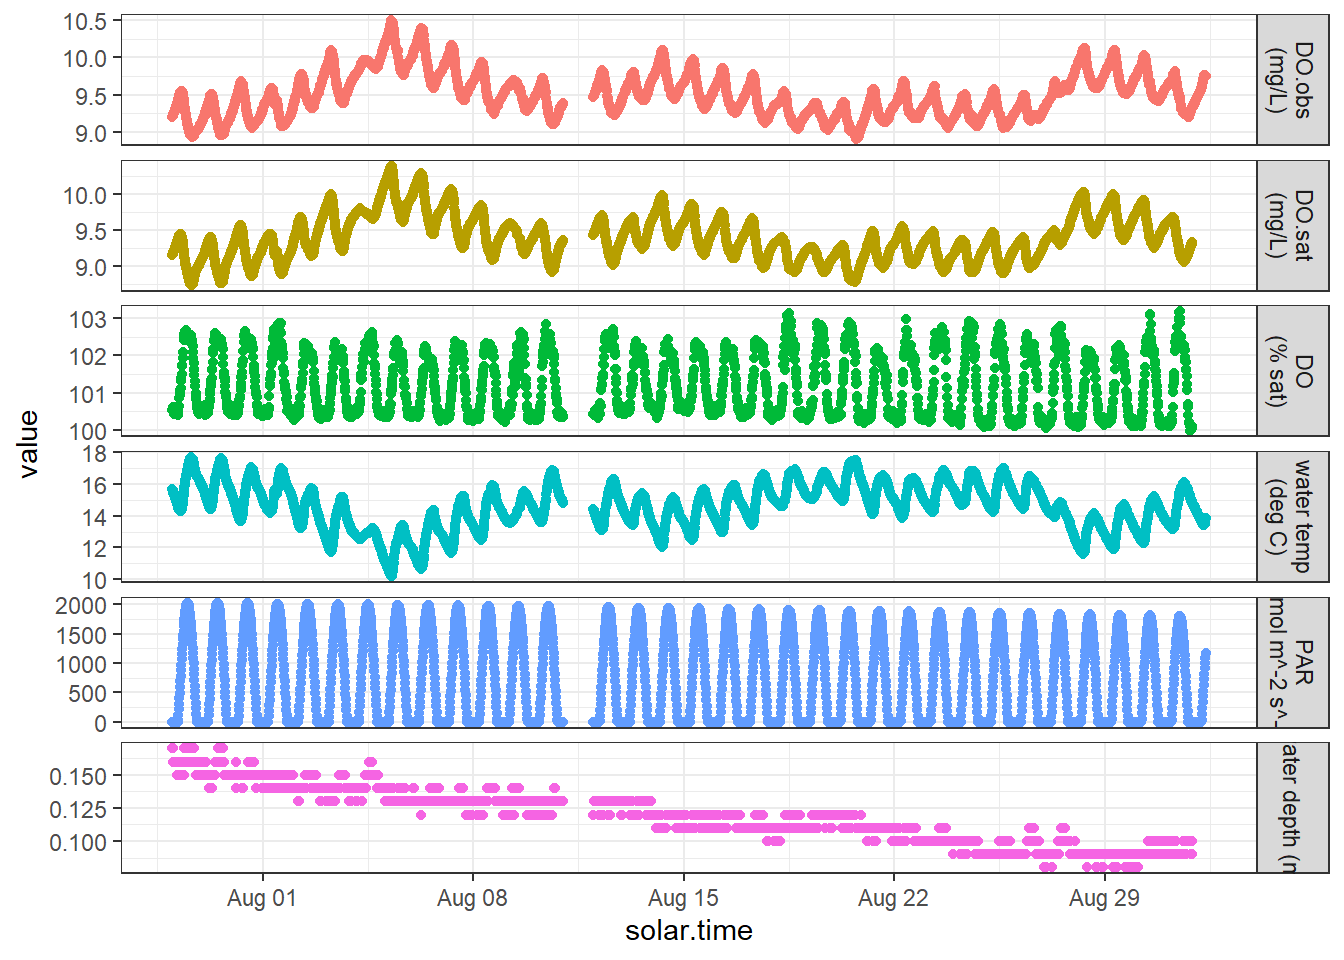 10.5
10.0
9.5
9.0
DO.obs
(mg/L)
10.0
9.5
9.0
DO.sat
(mg/L)
103
102
101
100
DO
(% sat)
18
16
14
12
10
water temp
(deg C)
2000
1500
1000
500
0
PAR
mol m^-2 s^-
0.150
0.125
0.100
ater depth
value
Aug 01
Aug 08
Aug 15
Aug 22
Aug 29
solar.time